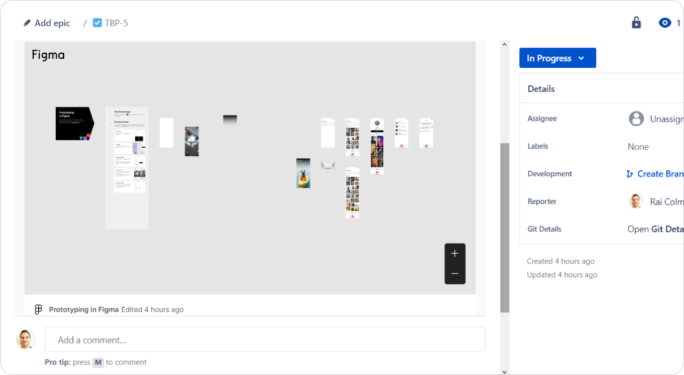 Add epic / TBP-5
1
Figma
Prototyping
in Figma
+
−
Prototyping in Figma Edited 4 hours ago
Add a comment...
Pro tip: press M to comment
In Progress
Details
Assignee Unassign
Labels None
Development Create Bran
Reporter Rai Colm
Git Details Open Git Deta
Created 4 hours ago
Updated 4 hours ago